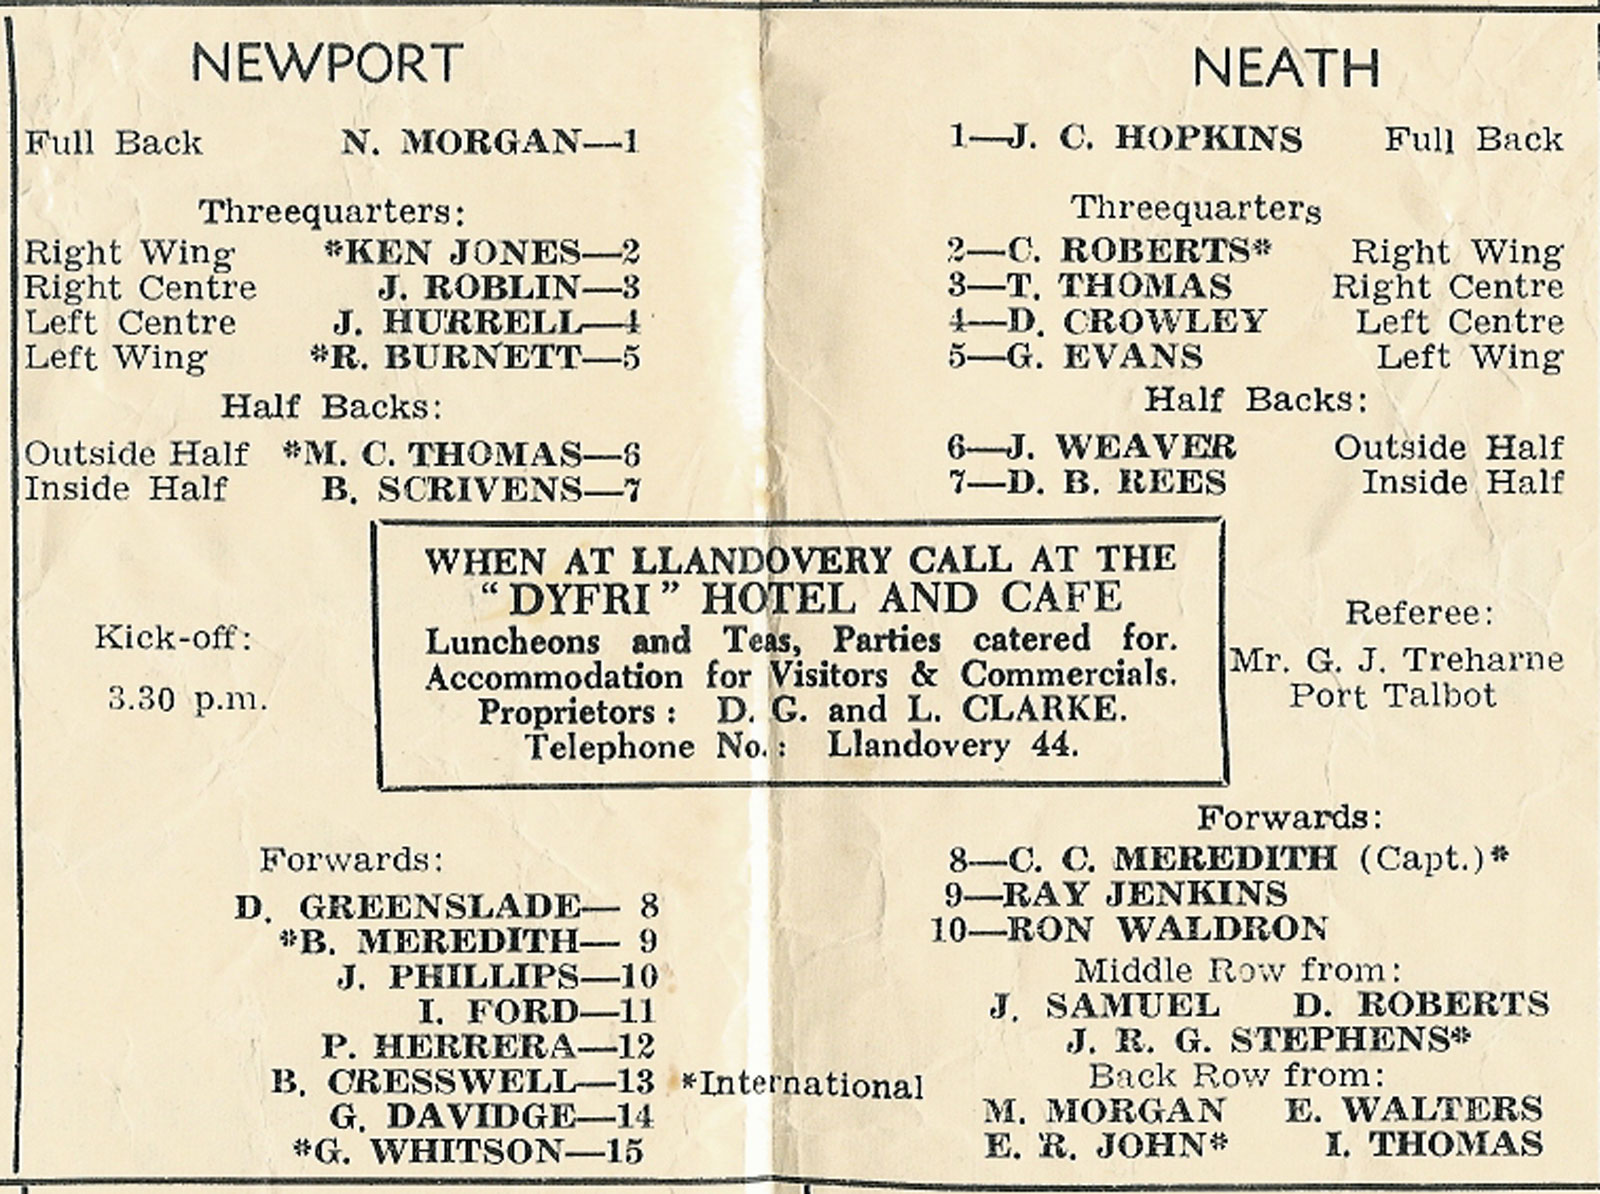 NEWPORT
Full Back N. MORGAN—1
Threequarters:
Right Wing *KEN JONES—2
Right Centre J. ROBLIN—3
Left Centre J. HURRELL—4
Left Wing *R. BURNETT—5
Half Backs:
Outside Half *M. C. THOMAS—6
Inside Half B. SCRIVENS—7
NEATH
1—J. C. HOPKINS Full Back
Threequarters
2—C. ROBERTS* Right Wing
3—T. THOMAS Right Centre
4—D. CROWLEY Left Centre
5—G. EVANS Left Wing
Half Backs:
6—J. WEAVER Outside Half
7—D. B. REES Inside Half
Kick-off:
3.30 p.m.
WHEN AT LLANDOVERY CALL AT THE
“DYFRI” HOTEL AND CAFE
Luncheons and Teas, Parties catered for.
Accommodation for Visitors & Commercials.
Proprietors : D. G. and L. CLARKE.
Telephone No. : Llandovery 44.
Referee:
Mr. G. J. Treharne
Port Talbot
Forwards:
D. GREENSLADE— 8
*B. MEREDITH— 9
J. PHILLIPS—10
I. FORD—11
P. HERRERA—12
B. CRESSWELL—13
G. DAVIDGE—14
*G. WHITSON—15
*International
Forwards:
8—C. C. MEREDITH (Capt.)*
9—RAY JENKINS
10—RON WALDRON
Middle Row from:
J. SAMUEL D. ROBERTS
J. R. G. STEPHENS*
Back Row from:
M. MORGAN E. WALTERS
E. R. JOHN* I. THOMAS